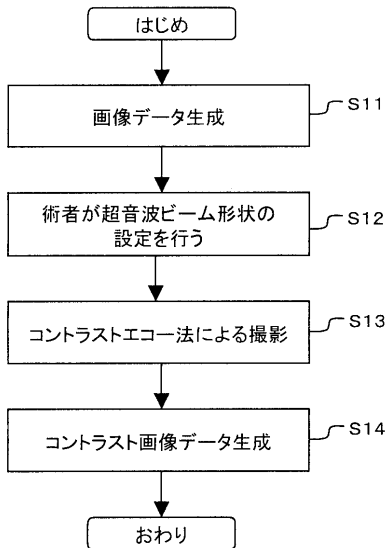 はじめ
画像データ生成
S11
術者が超音波ビーム形状の
設定を行う
S12
コントラストエコー法による撮影
S13
コントラスト画像データ生成
S14
おわり